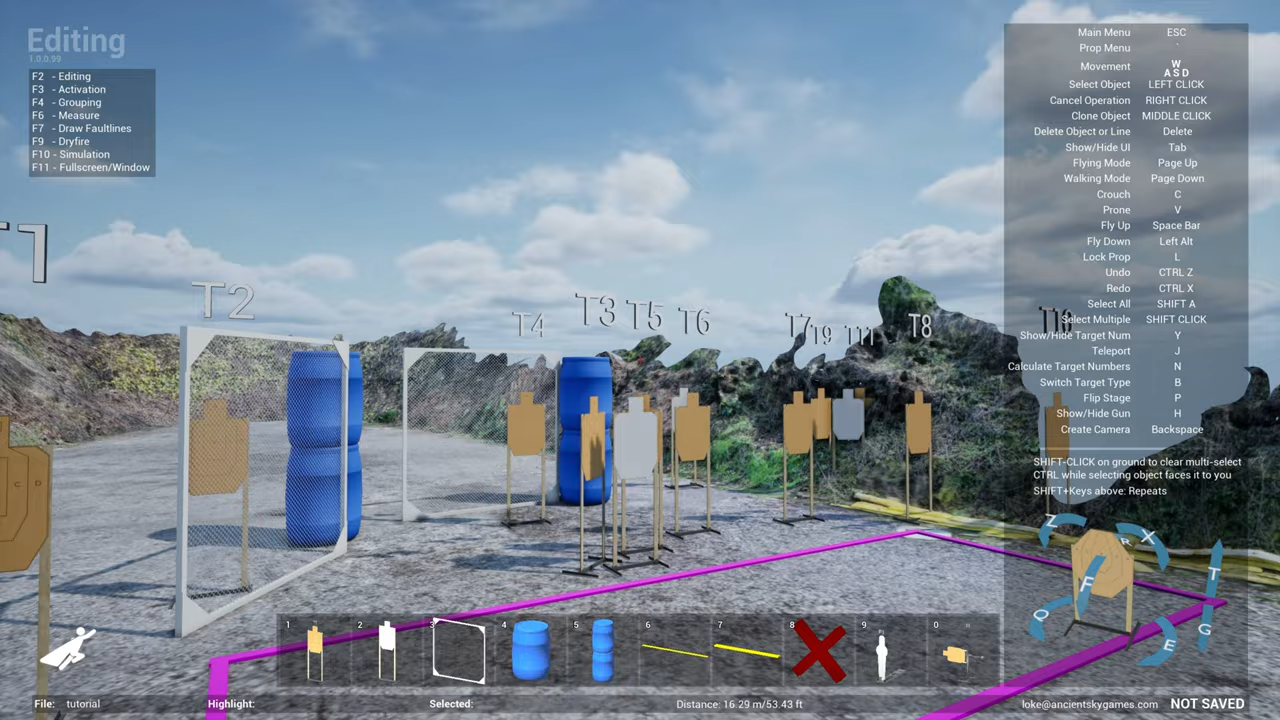 Editing
1.0.0.99
F2 - Editing
F3 - Activation
F4 - Grouping
F6 - Measure
F7 - Draw Faultlines
F9 - Dryfire
F10 - Simulation
F11 - Fullscreen/Window
Main Menu ESC
Prop Menu `
Movement W
A S D
Select Object LEFT CLICK
Cancel Operation RIGHT CLICK
Clone Object MIDDLE CLICK
Delete Object or Line Delete
Show/Hide UI Tab
Flying Mode Page Up
Walking Mode Page Down
Crouch C
Prone V
Fly Up Space Bar
Fly Down Left Alt
Lock Prop L
Undo CTRL Z
Redo CTRL X
Select All SHIFT A
Select Multiple SHIFT CLICK
Show/Hide Target Num Y
Teleport J
Calculate Target Numbers N
Switch Target Type B
Flip Stage P
Show/Hide Gun H
Create Camera Backspace
SHIFT-CLICK on ground to clear multi-select
CTRL while selecting object faces it to you
SHIFT+Keys above: Repeats
T1
T2
T4
T3
T5
T6
T7
T9
T11
T8
T10
C D
Z R X
F T
Q E G
1 2 3 4 5 6 7 8 9 0
File: tutorial
Highlight:
Selected:
Distance: 16.29 m/53.43 ft
loke@ancientskygames.com
NOT SAVED